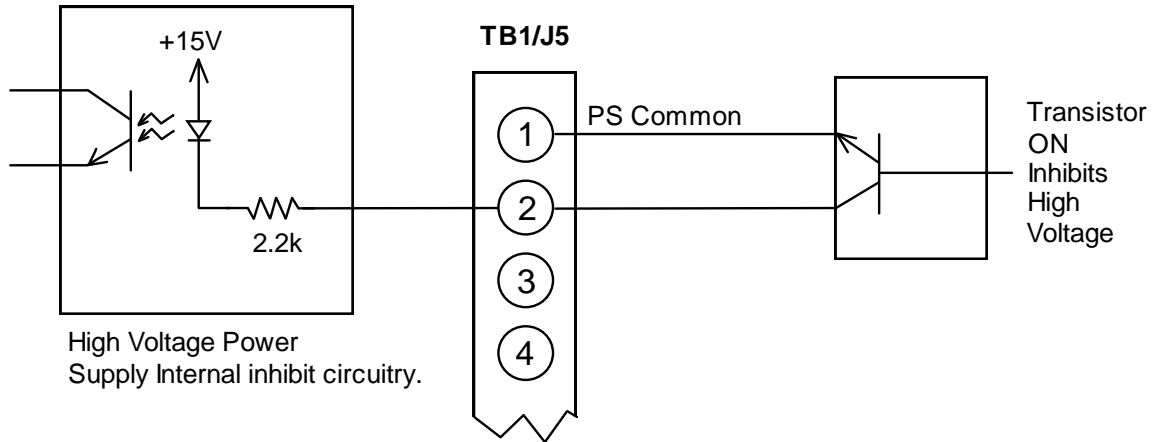 +15V
TB1/J5
1
PS Common
2
2.2k
3
4
Transistor
ON
Inhibits
High
Voltage
High Voltage Power
Supply Internal inhibit circuitry.